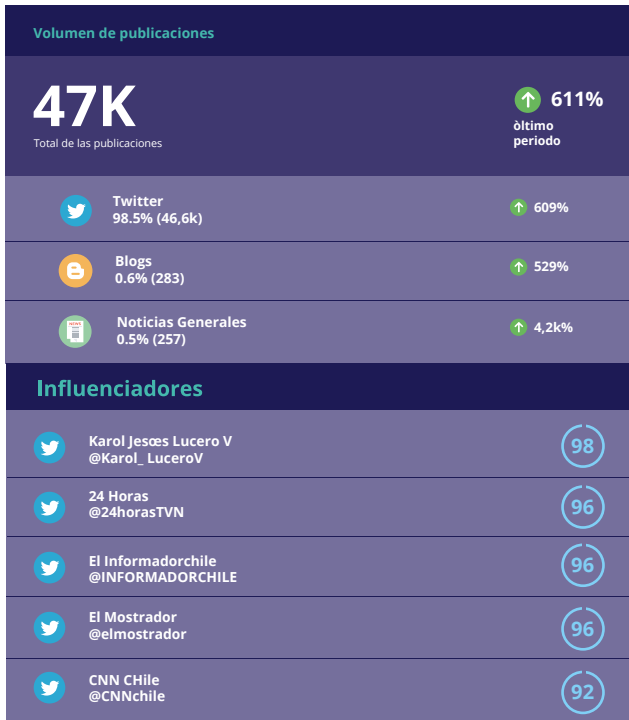 Volumen de publicaciones
47K
611%
Total de las publicaciones
òltimo
periodo
Twitter
98.5% (46,6k)
609%
Blogs
0.6% (283)
529%
NEWS
Noticias Generales
0.5% (257)
4,2k%
Influenciadores
Karol Jesœs Lucero V
@Karol_ LuceroV
98
24 Horas
@24horasTVN
96
El Informadorchile
@INFORMADORCHILE
96
El Mostrador
@elmostrador
96
CNN CHile
@CNNchile
92